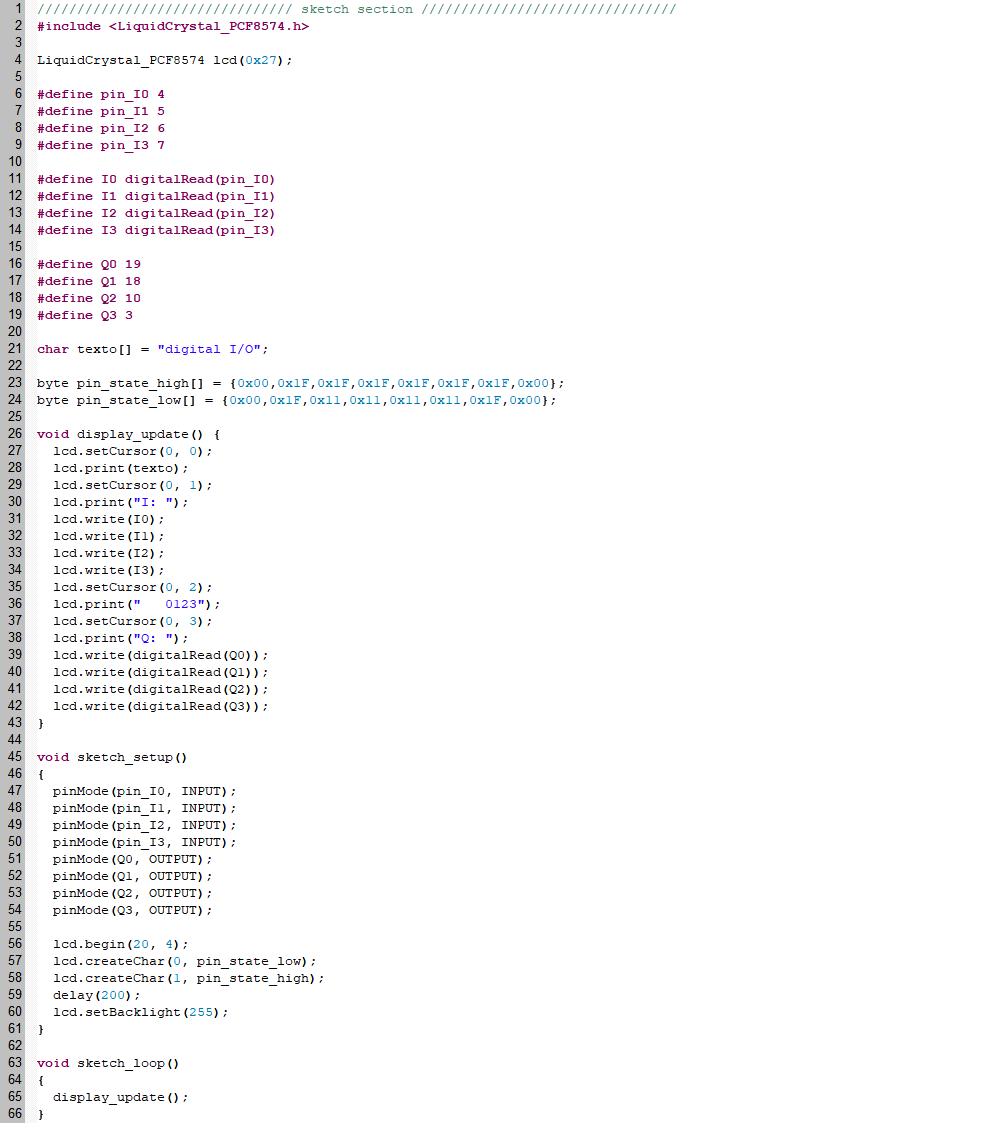 1 //////////////////////////////// sketch section ////////////////////////////////
2 #include <LiquidCrystal_PCF8574.h>
3
4 LiquidCrystal_PCF8574 lcd(0x27);
5
6 #define pin_I0 4
7 #define pin_I1 5
8 #define pin_I2 6
9 #define pin_I3 7
10
11 #define I0 digitalRead(pin_I0)
12 #define I1 digitalRead(pin_I1)
13 #define I2 digitalRead(pin_I2)
14 #define I3 digitalRead(pin_I3)
15
16 #define Q0 19
17 #define Q1 18
18 #define Q2 10
19 #define Q3 3
20
21 char texto[] = "digital I/O";
22
23 byte pin_state_high[] = {0x00,0x1F,0x1F,0x1F,0x1F,0x1F,0x1F,0x00};
24 byte pin_state_low[] = {0x00,0x1F,0x11,0x11,0x11,0x11,0x1F,0x00};
25
26 void display_update() {
27   lcd.setCursor(0, 0);
28   lcd.print(texto);
29   lcd.setCursor(0, 1);
30   lcd.print("I: ");
31   lcd.write(I0);
32   lcd.write(I1);
33   lcd.write(I2);
34   lcd.write(I3);
35   lcd.setCursor(0, 2);
36   lcd.print("   0123");
37   lcd.setCursor(0, 3);
38   lcd.print("Q: ");
39   lcd.write(digitalRead(Q0));
40   lcd.write(digitalRead(Q1));
41   lcd.write(digitalRead(Q2));
42   lcd.write(digitalRead(Q3));
43 }
44
45 void sketch_setup()
46 {
47   pinMode(pin_I0, INPUT);
48   pinMode(pin_I1, INPUT);
49   pinMode(pin_I2, INPUT);
50   pinMode(pin_I3, INPUT);
51   pinMode(Q0, OUTPUT);
52   pinMode(Q1, OUTPUT);
53   pinMode(Q2, OUTPUT);
54   pinMode(Q3, OUTPUT);
55
56   lcd.begin(20, 4);
57   lcd.createChar(0, pin_state_low);
58   lcd.createChar(1, pin_state_high);
59   delay(200);
60   lcd.setBacklight(255);
61 }
62
63 void sketch_loop()
64 {
65   display_update();
66 }